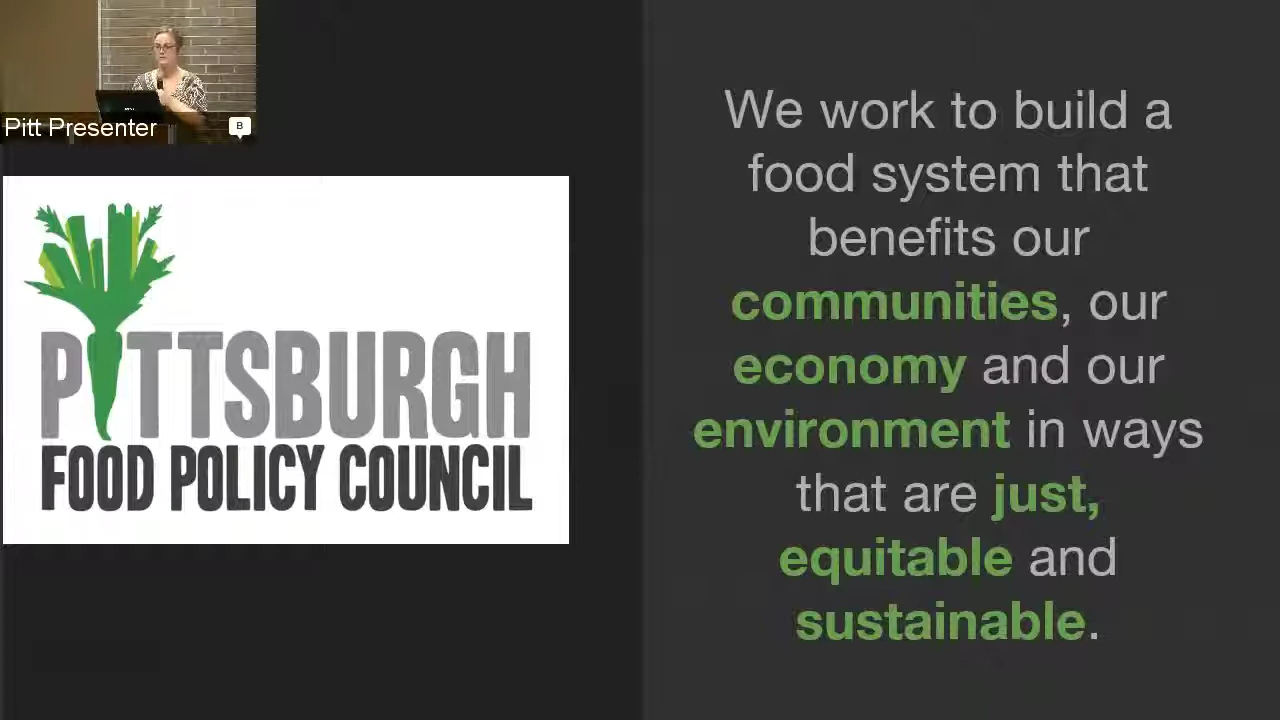 Pitt Presenter
B
PITTSBURGH
FOOD POLICY COUNCIL
We work to build a
food system that
benefits our
communities, our
economy and our
environment in ways
that are just,
equitable and
sustainable.